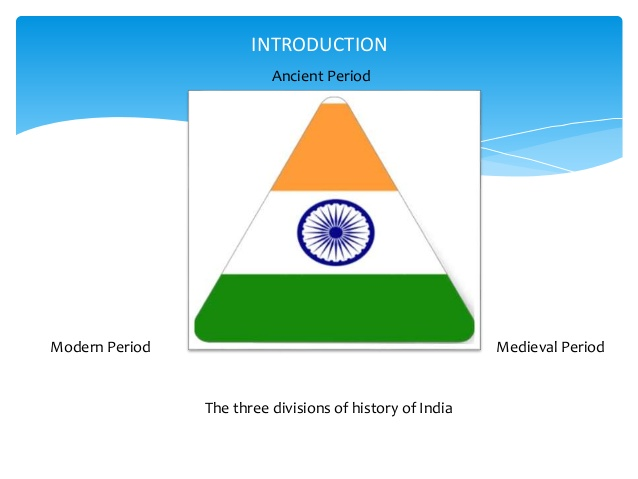 INTRODUCTION
Ancient Period
Modern Period
Medieval Period
The three divisions of history of India